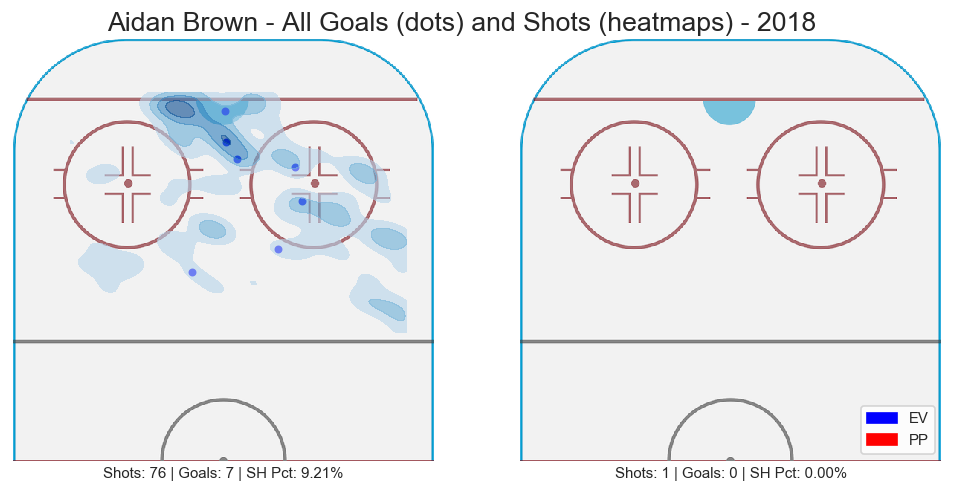 Aidan Brown - All Goals (dots) and Shots (heatmaps) - 2018
EV
PP
Shots: 76 | Goals: 7 | SH Pct: 9.21%
Shots: 1 | Goals: 0 | SH Pct: 0.00%